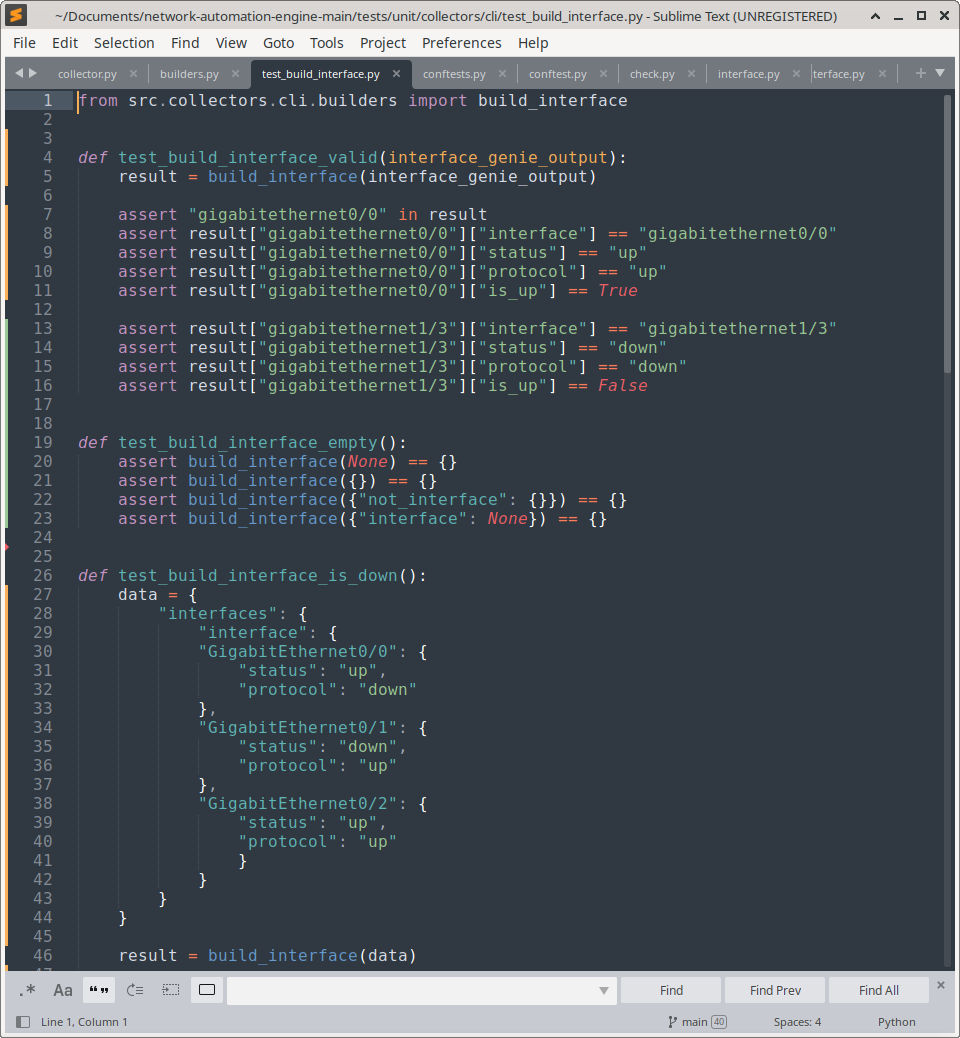 ~/Documents/network-automation-engine-main/tests/unit/collectors/cli/test_build_interface.py - Sublime Text (UNREGISTERED)
File Edit Selection Find View Goto Tools Project Preferences Help
collector.py builders.py test_build_interface.py conftests.py conftest.py check.py interface.py terface.py
1 from src.collectors.cli.builders import build_interface
2
3
4 def test_build_interface_valid(interface_genie_output):
5     result = build_interface(interface_genie_output)
6
7     assert "gigabitethernet0/0" in result
8     assert result["gigabitethernet0/0"]["interface"] == "gigabitethernet0/0"
9     assert result["gigabitethernet0/0"]["status"] == "up"
10     assert result["gigabitethernet0/0"]["protocol"] == "up"
11     assert result["gigabitethernet0/0"]["is_up"] == True
12
13     assert result["gigabitethernet1/3"]["interface"] == "gigabitethernet1/3"
14     assert result["gigabitethernet1/3"]["status"] == "down"
15     assert result["gigabitethernet1/3"]["protocol"] == "down"
16     assert result["gigabitethernet1/3"]["is_up"] == False
17
18
19 def test_build_interface_empty():
20     assert build_interface(None) == {}
21     assert build_interface({}) == {}
22     assert build_interface({"not_interface": {}}) == {}
23     assert build_interface({"interface": None}) == {}
24
25
26 def test_build_interface_is_down():
27     data = {
28         "interfaces": {
29             "interface": {
30             "GigabitEthernet0/0": {
31                 "status": "up",
32                 "protocol": "down"
33             },
34             "GigabitEthernet0/1": {
35                 "status": "down",
36                 "protocol": "up"
37             },
38             "GigabitEthernet0/2": {
39                 "status": "up",
40                 "protocol": "up"
41                 }
42             }
43         }
44     }
45
46     result = build_interface(data)
.* Aa “” Find Find Prev Find All
Line 1, Column 1 main 40 Spaces: 4 Python